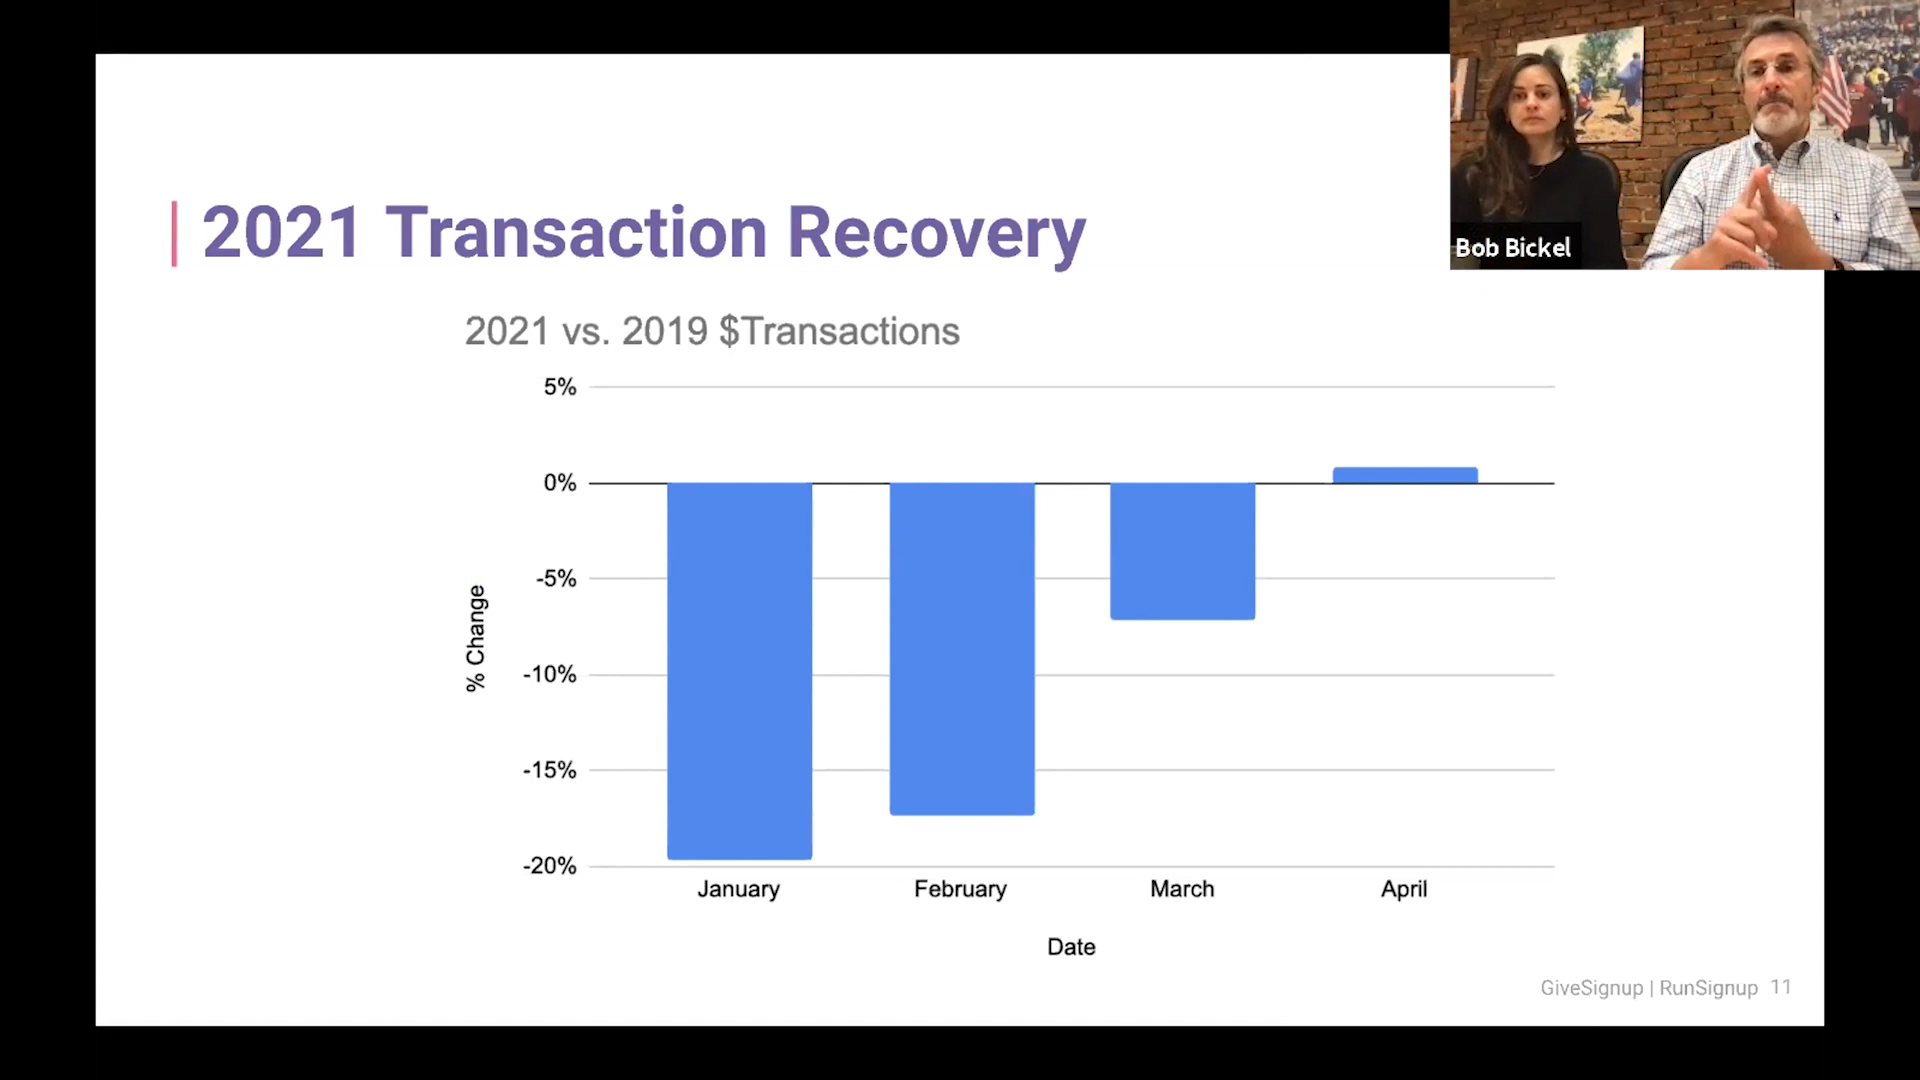 Bob Bickel
2021 Transaction Recovery
2021 vs. 2019 $Transactions
5%
0%
-5%
-10%
-15%
-20%
% Change
January
February
March
April
Date
GiveSignup | RunSignup 11